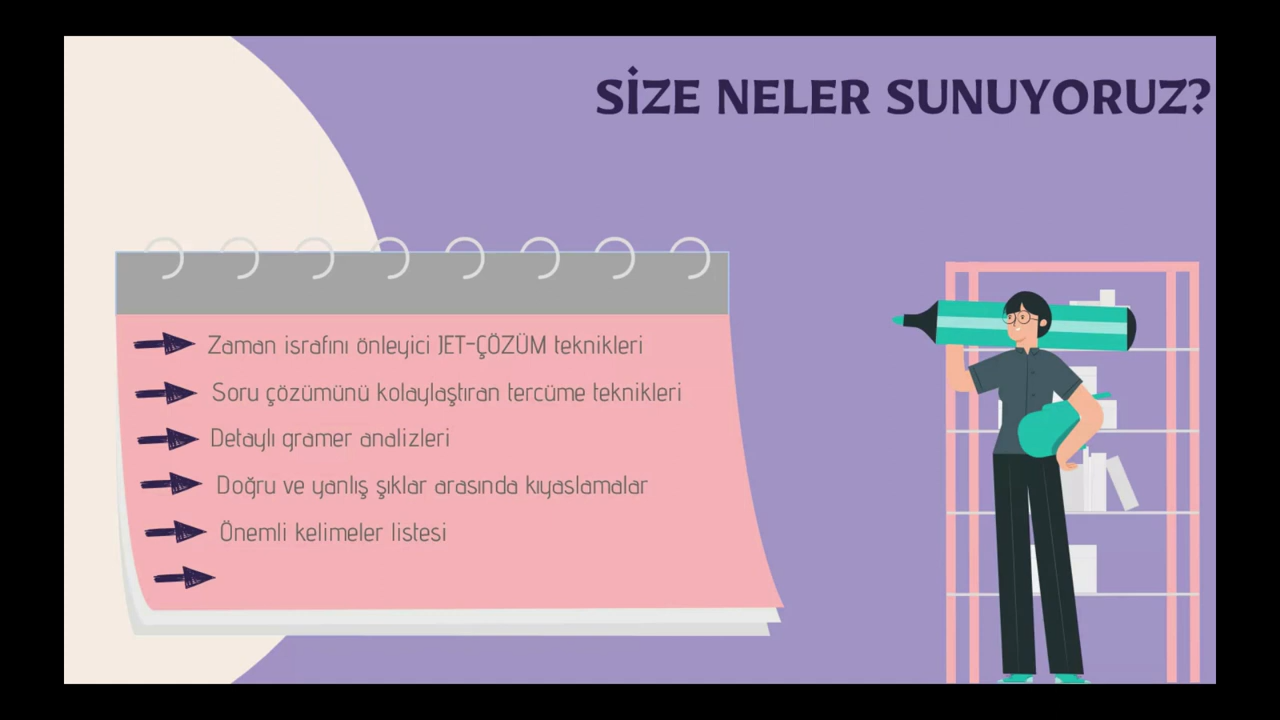 SİZE NELER SUNUYORUZ?
Zaman israfını önleyici JET-ÇÖZÜM teknikleri
Soru çözümünü kolaylaştıran tercüme teknikleri
Detaylı gramer analizleri
Doğru ve yanlış şıklar arasında kıyaslamalar
Önemli kelimeler listesi